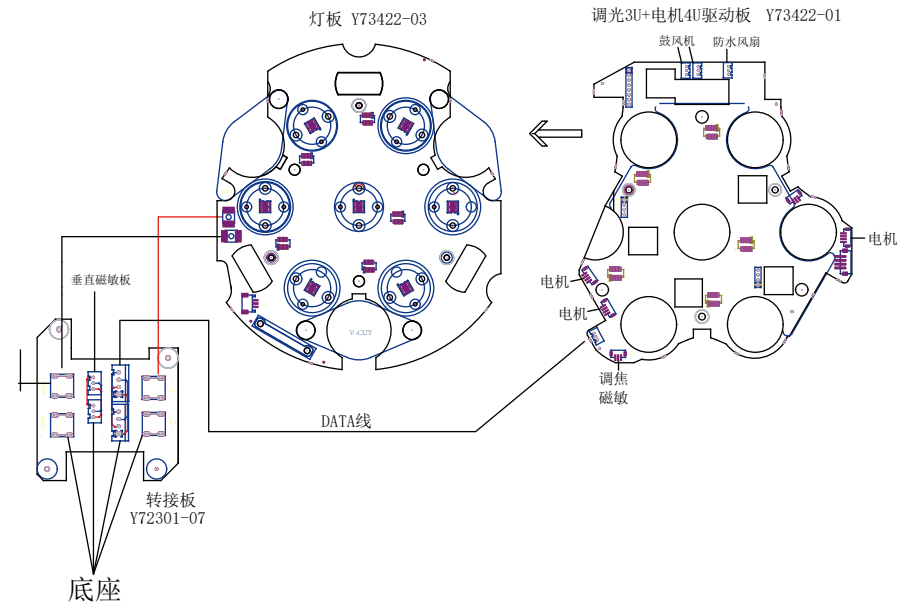 灯板 Y73422-03
调光3U+电机4U驱动板 Y73422-01
鼓风机
防水风扇
电机
垂直磁敏板
电机
电机
V-CUT
调焦
磁敏
DATA线
转接板
Y72301-07
底座